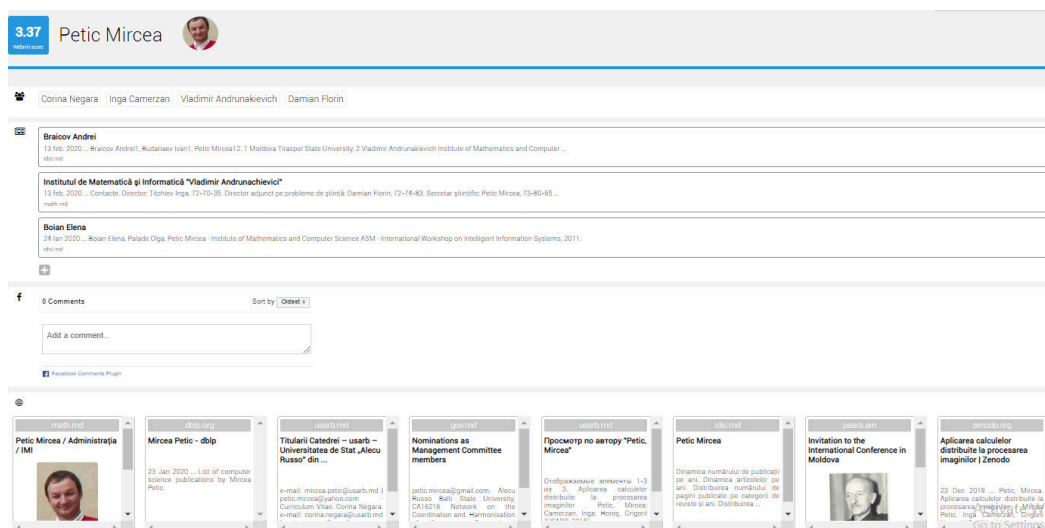 3.37
Webmii score
Petic Mircea
Corina Negara Inga Camerzan Vladimir Andrunakievich Damian Florin
Braicov Andrei
13 feb. 2020 ... Braicov Andrei1, Budanaev Ivan1, Petic Mircea12. 1 Moldova Tiraspol State University, 2 Vladimir Andrunakievich Institute of Mathematics and Computer ...
idsi.md
Institutul de Matematică şi Informatică "Vladimir Andrunachievici"
13 feb. 2020 ... Contacte. Director: Țițchiev Inga, 72-70-35. Director adjunct pe probleme de ştiință: Damian Florin, 72-74-83. Secretar ştiințific: Petic Mircea, 73-80-65 ...
math.md
Boian Elena
24 Ian 2020 ... Boian Elena, Palade Olga, Petic Mircea - Institute of Mathematics and Computer Science ASM - International Workshop on Intelligent Information Systems, 2011.
idsi.md
0 Comments
Sort by Oldest
Add a comment...
Facebook Comments Plugin
math.md
Petic Mircea / Administraţia
/ IMI
dblp.org
Mircea Petic - dblp
23 Jan 2020 ... List of computer
science publications by Mircea
Petic.
usarb.md
Titularii Catedrei – usarb –
Universitatea de Stat „Alecu
Russo" din ...
e-mail: mircea.petic@usarb.md |
petic.mircea@yahoo.com -
Curriculum Vitae. Corina Negara.
e-mail: corina.negara@usarb.md -
gov.md
Nominations as
Management Committee
members
petic.mircea@gmail.com. Alecu
Russo Balti State University,
CA16216 Network on the
Coordination and. Harmonisation
usarb.md
Просмотр по автору "Petic,
Mircea"
Отображаемые элементы 1-3
из 3. Aplicarea calculelor
distribuite la procesarea
imaginilor · Petic, Mircea;
Camerzan, Inga; Horoş, Grigorii
idsi.md
Petic Mircea
Dinamica numărului de publicații
pe ani. Dinamica articolelor pe
ani. Distribuirea numărului de
pagini publicate pe categorii de
reviste şi ani. Distribuirea ...
paara.am
Invitation to the
International Conference in
Moldova
zenodo.org
Aplicarea calculelor
distribuite la procesarea
imaginilor | Zenodo
23 Dec 2019 ... Petic, Mircea.
Aplicarea calculelor distribuite la
procesarea imaginilor.
Petic, Inga Camerzan, Grigorii
Go to Settings